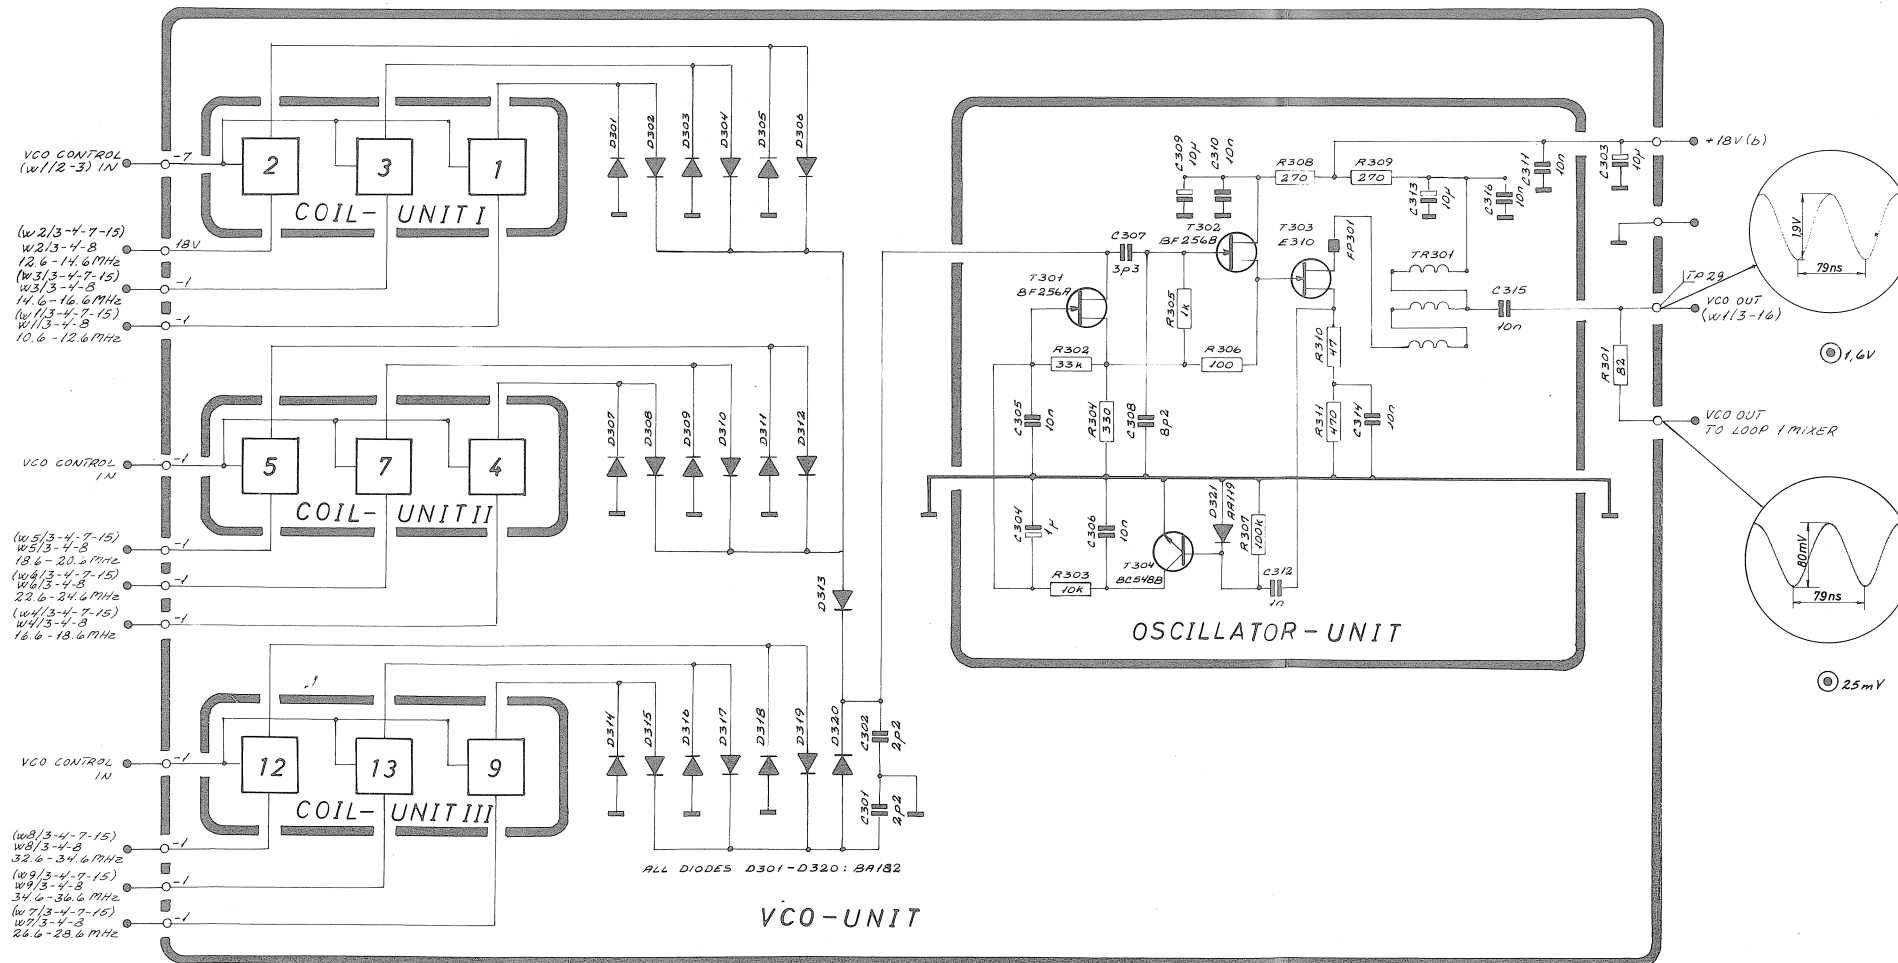 VCO CONTROL
(w1/2-3) IN
-7
2
3
1
COIL- UNIT I
(w2/3-4-7-15)
w2/3-4-8
12.6-14.6MHz
18V
(w3/3-4-7-15)
w3/3-4-8
14.6-16.6MHz
-1
(w1/3-4-7-15)
w1/3-4-8
10.6-12.6MHz
-1
D301
D302
D303
D304
D305
D306
VCO CONTROL
IN
-1
5
7
4
COIL- UNIT II
(w5/3-4-7-15)
w5/3-4-8
18.6-20.6MHz
-1
(w6/3-4-7-15)
w6/3-4-8
22.6-24.6MHz
-1
(w4/3-4-7-15)
w4/3-4-8
16.6-18.6MHz
-1
D307
D308
D309
D310
D311
D312
D313
VCO CONTROL
IN
-1
12
13
9
COIL- UNIT III
(w8/3-4-7-15)
w8/3-4-8
32.6-34.6MHz
-1
(w9/3-4-7-15)
w9/3-4-8
34.6-36.6MHz
-1
(w7/3-4-7-15)
w7/3-4-8
26.6-28.6MHz
-1
D314
D315
D316
D317
D318
D319
D320
C302
2p2
C301
2p2
ALL DIODES D301-D320: BA182
VCO-UNIT
C309
10µ
C310
10n
R308
270
R309
270
C313
10µ
C316
10n
C311
10n
C303
10µ
+18V(b)
C307
3p3
T302
BF256B
T303
E310
FP301
TR301
T301
BF256A
R305
1k
C315
10n
TP29
VCO OUT
(w1/3-16)
R302
33k
R306
100
R310
47
R301
82
C305
10n
R304
330
C308
8p2
R311
470
C314
10n
VCO OUT
TO LOOP 1 MIXER
C304
1µ
C306
10n
T304
BC548B
D321
AA119
R307
100k
R303
10k
C312
1n
OSCILLATOR-UNIT
1,9V
79ns
1,6V
80mV
79ns
25mV